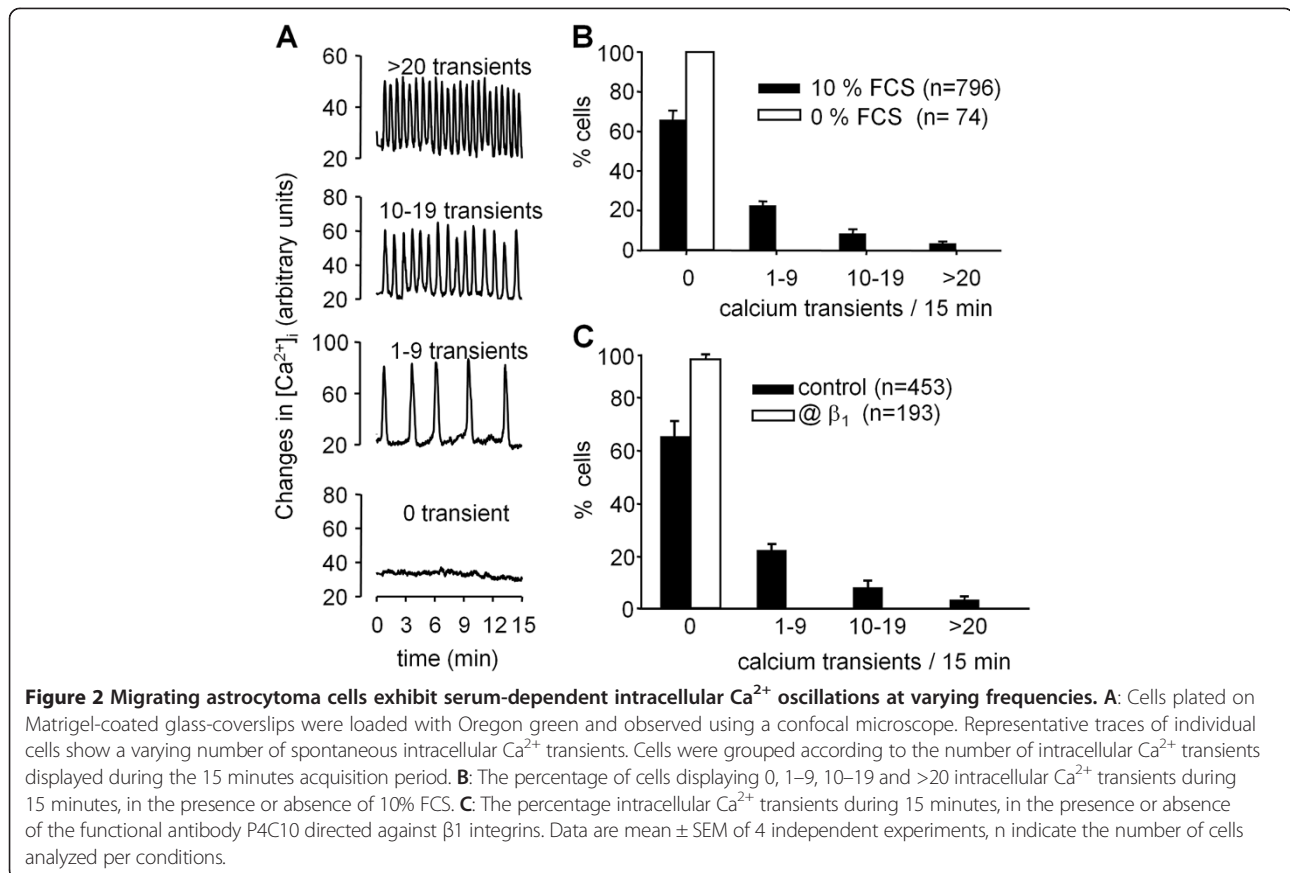 A
Changes in [Ca²⁺]i (arbitrary units)
60
>20 transients
40
20
80
10-19 transients
60
40
20
100
1-9 transients
80
60
20
80
0 transient
60
40
20
0 3 6 9 12 15
time (min)
B
% cells
100
80
60
40
20
0
10 % FCS (n=796)
0 % FCS (n= 74)
0 1-9 10-19 >20
calcium transients / 15 min
C
% cells
100
80
60
40
20
0
control (n=453)
@ β₁ (n=193)
0 1-9 10-19 >20
calcium transients / 15 min
Figure 2 Migrating astrocytoma cells exhibit serum-dependent intracellular Ca²⁺ oscillations at varying frequencies. A: Cells plated on
Matrigel-coated glass-coverslips were loaded with Oregon green and observed using a confocal microscope. Representative traces of individual
cells show a varying number of spontaneous intracellular Ca²⁺ transients. Cells were grouped according to the number of intracellular Ca²⁺ transients
displayed during the 15 minutes acquisition period. B: The percentage of cells displaying 0, 1–9, 10–19 and >20 intracellular Ca²⁺ transients during
15 minutes, in the presence or absence of 10% FCS. C: The percentage intracellular Ca²⁺ transients during 15 minutes, in the presence or absence
of the functional antibody P4C10 directed against β1 integrins. Data are mean ± SEM of 4 independent experiments, n indicate the number of cells
analyzed per conditions.